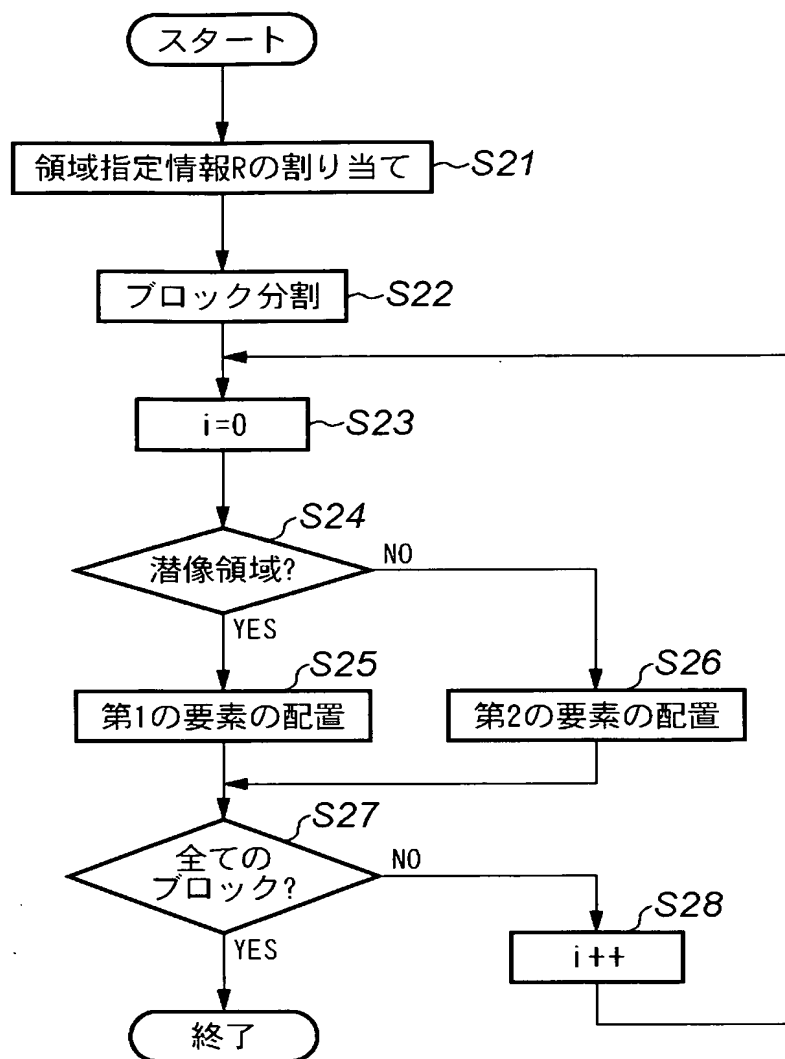 スタート
領域指定情報Rの割り当て
S21
ブロック分割
S22
i=0
S23
S24
潜像領域?
NO
YES
S25
第1の要素の配置
S26
第2の要素の配置
S27
全ての
ブロック?
NO
YES
S28
i++
終了